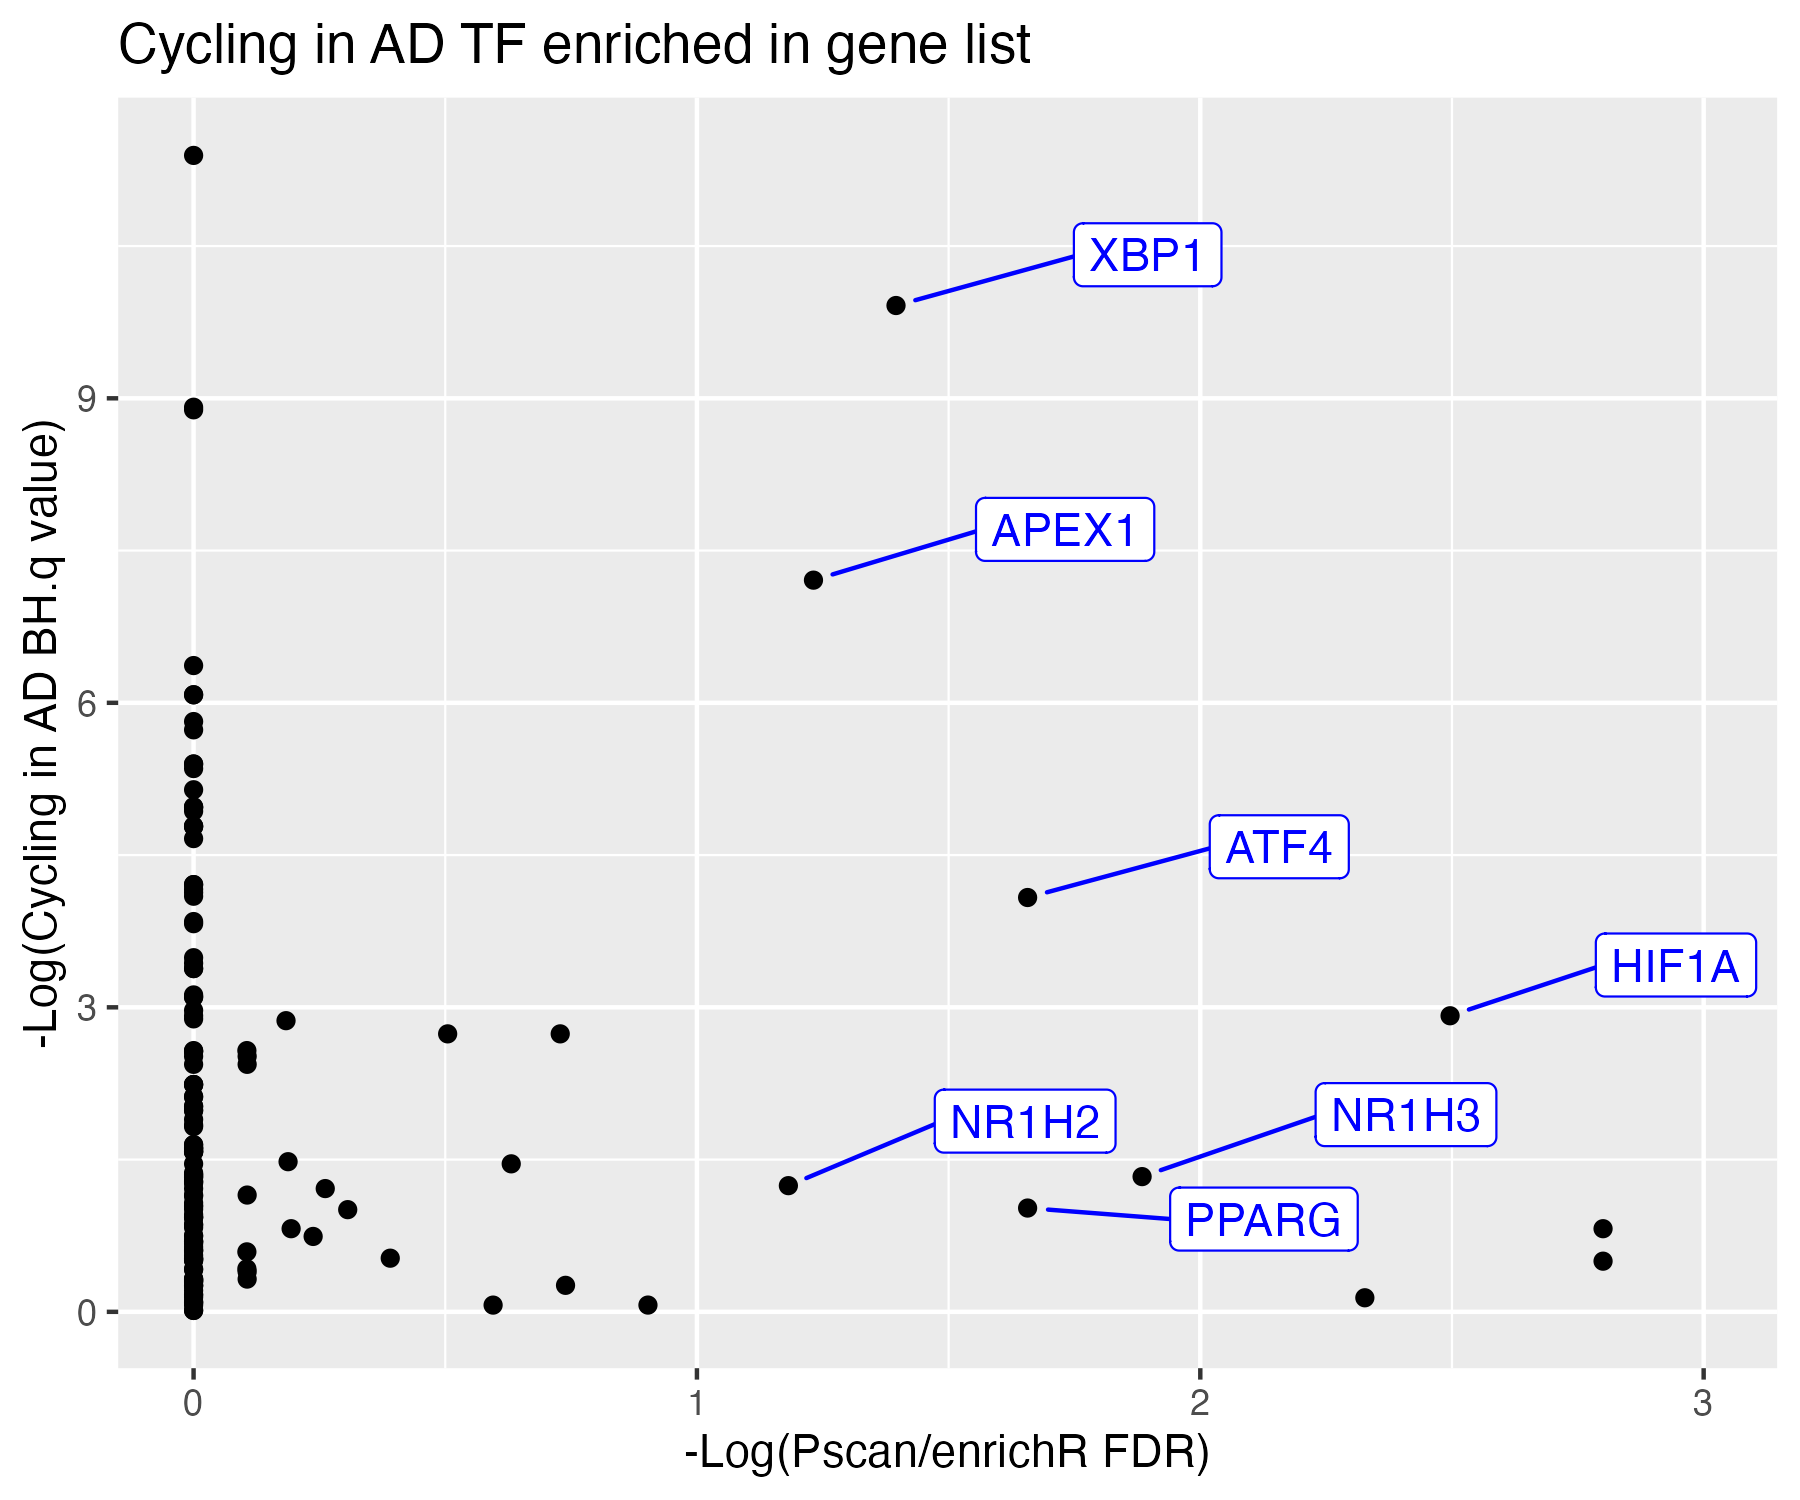 Cycling in AD TF enriched in gene list
XBP1
9
APEX1
6
ATF4
HIF1A
3
NR1H3
NR1H2
PPARG
0
0 1 2 3
-Log(Pscan/enrichR FDR)
-Log(Cycling in AD BH.q value)